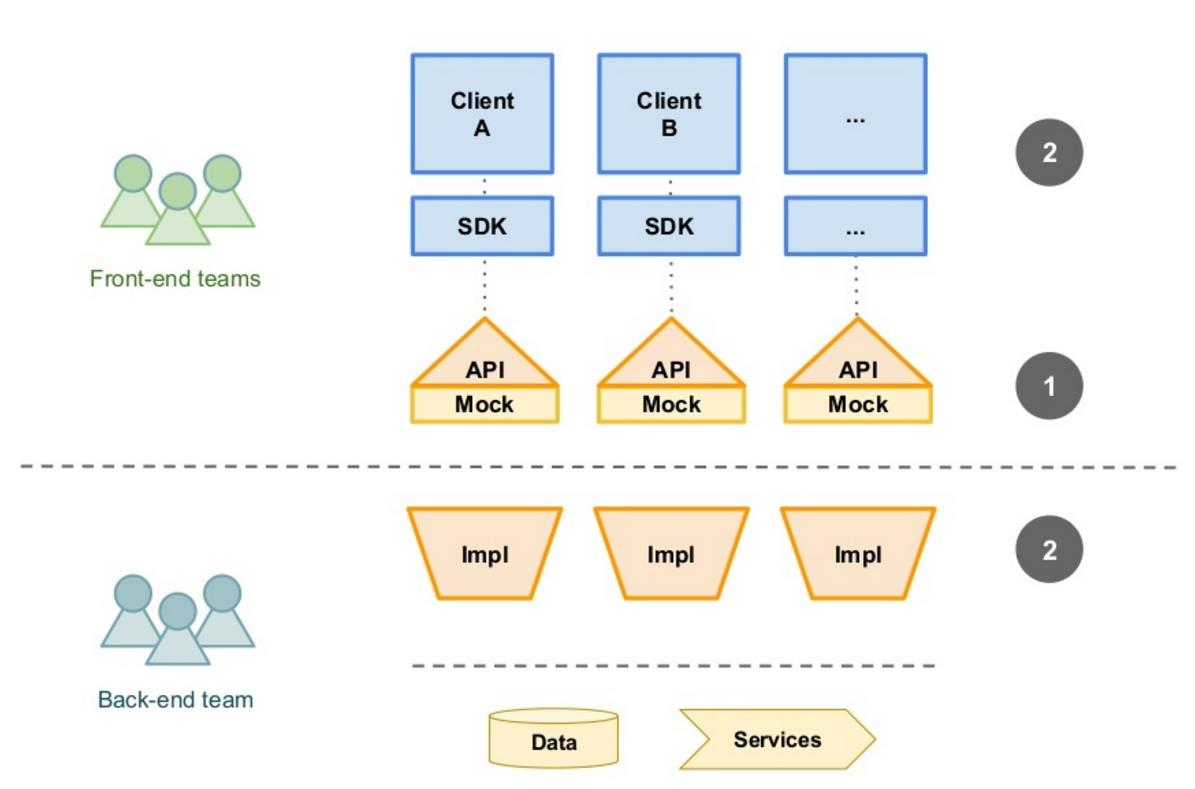 Client
A
Client
B
...
2
SDK
SDK
...
Front-end teams
API
API
API
1
Mock
Mock
Mock
Impl
Impl
Impl
2
Back-end team
Data
Services